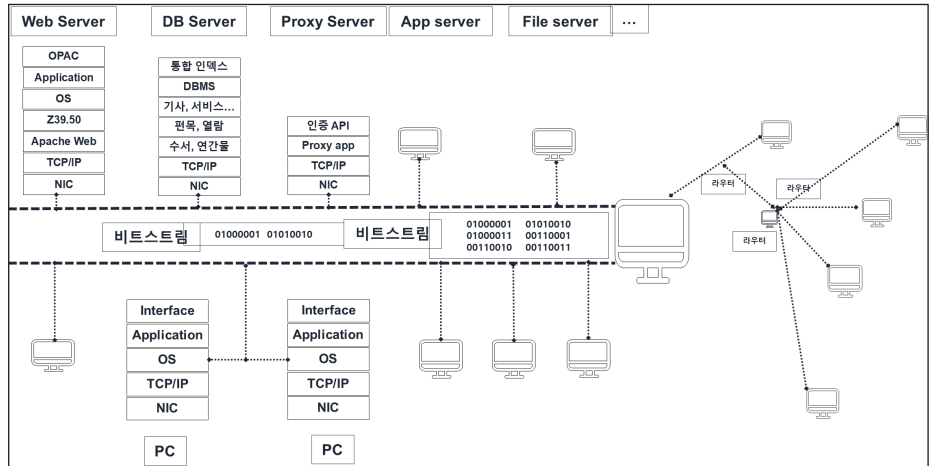 Web Server
DB Server
Proxy Server
App server
File server
...
OPAC
Application
OS
Z39.50
Apache Web
TCP/IP
NIC
통합 인덱스
DBMS
기사, 서비스...
편목, 열람
수서, 연간물
TCP/IP
NIC
인증 API
Proxy app
TCP/IP
NIC
라우터
라우터
라우터
비트스트림
01000001 01010010
비트스트림
01000001 01010010
01000011 00110001
00110010 00110011
Interface
Application
OS
TCP/IP
NIC
PC
Interface
Application
OS
TCP/IP
NIC
PC